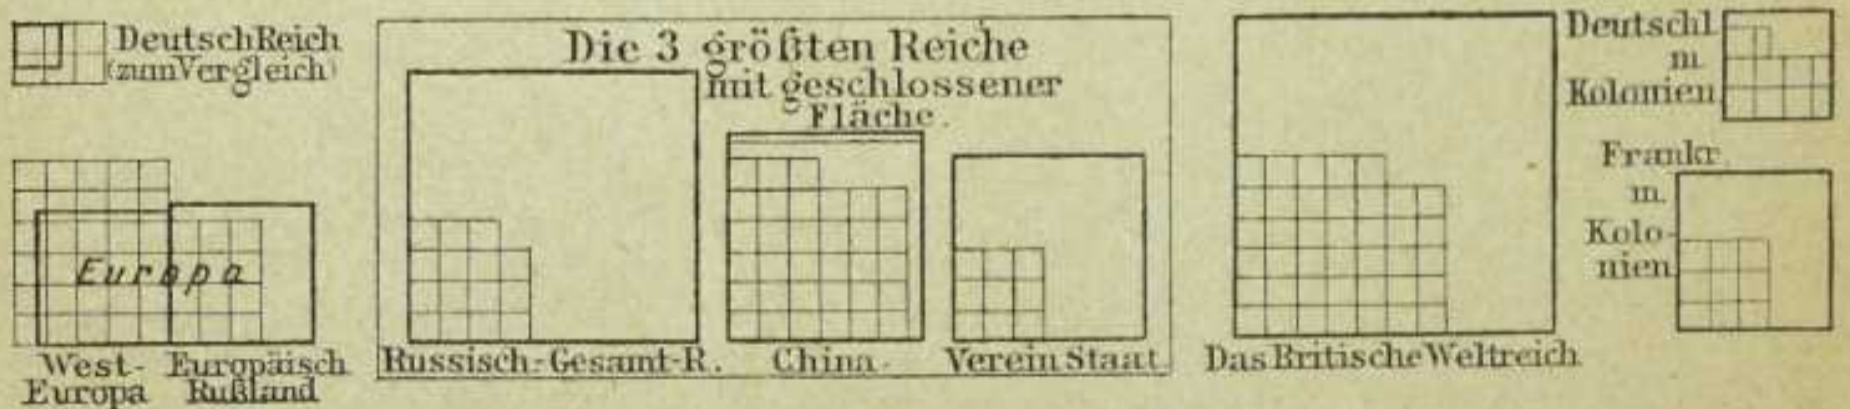 Deutsch Reich
(zum Vergleich)
Europa
West-
Europa
Europäisch
Rußland
Die 3 größten Reiche
mit geschlossener
Fläche.
Russisch-Gesamt-R.
China
Verein Staat
Das Britische Weltreich
Deutschl.
m.
Kolonien
Frankr.
m.
Kolo-
nien